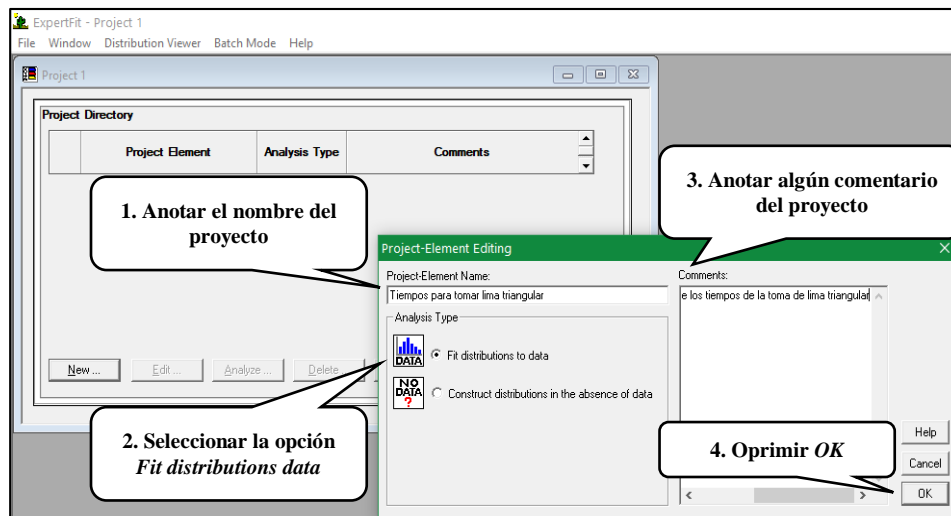 ExpertFit - Project 1
File Window Distribution Viewer Batch Mode Help
Project 1
Project Directory
Project Element Analysis Type Comments
1. Anotar el nombre del
proyecto
3. Anotar algún comentario
del proyecto
Project-Element Editing
Project-Element Name:
Tiempos para tomar lima triangular
Comments:
e los tiempos de la toma de lima triangular
Analysis Type
DATA
Fit distributions to data
NO
DATA
?
Construct distributions in the absence of data
New ... Edit ... Analyze ... Delete
2. Seleccionar la opción
Fit distributions data
4. Oprimir OK
Help
Cancel
OK